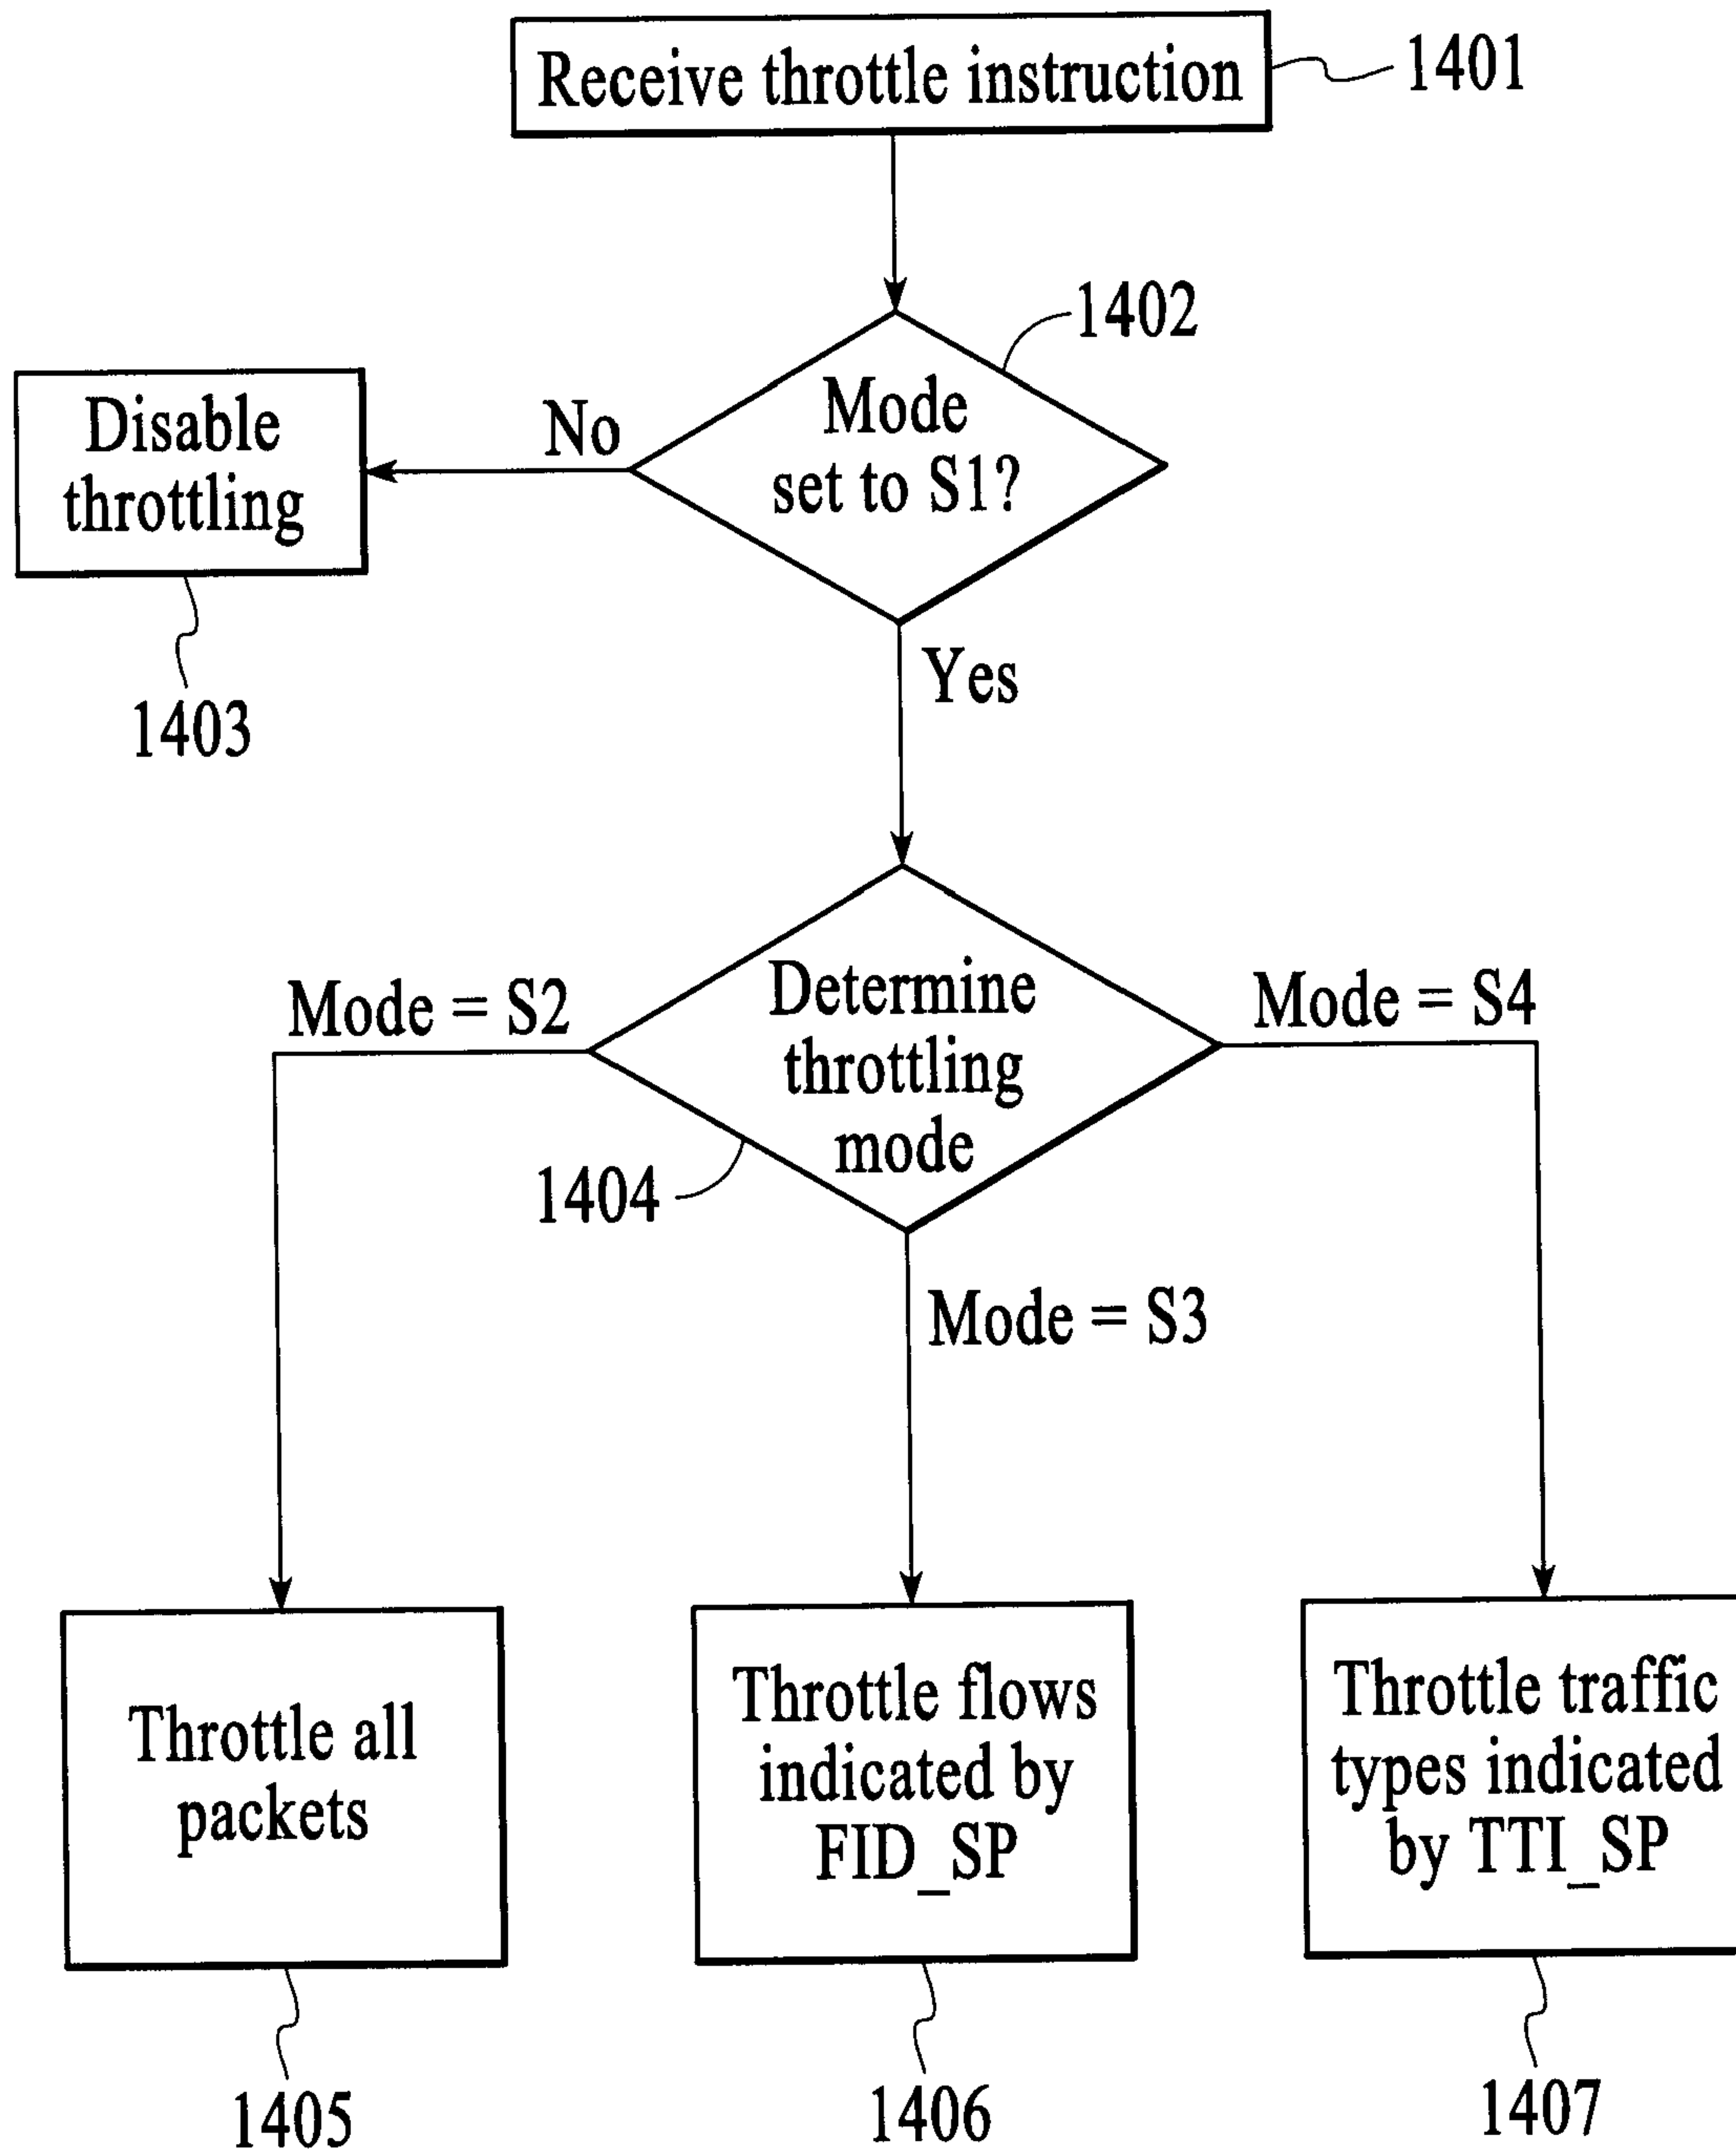 Receive throttle instruction
1401
1402
Mode
set to S1?
No
Disable
throttling
1403
Yes
Determine
throttling
mode
Mode = S2
Mode = S4
1404
Mode = S3
Throttle all
packets
Throttle flows
indicated by
FID_SP
Throttle traffic
types indicated
by TTI_SP
1405
1406
1407